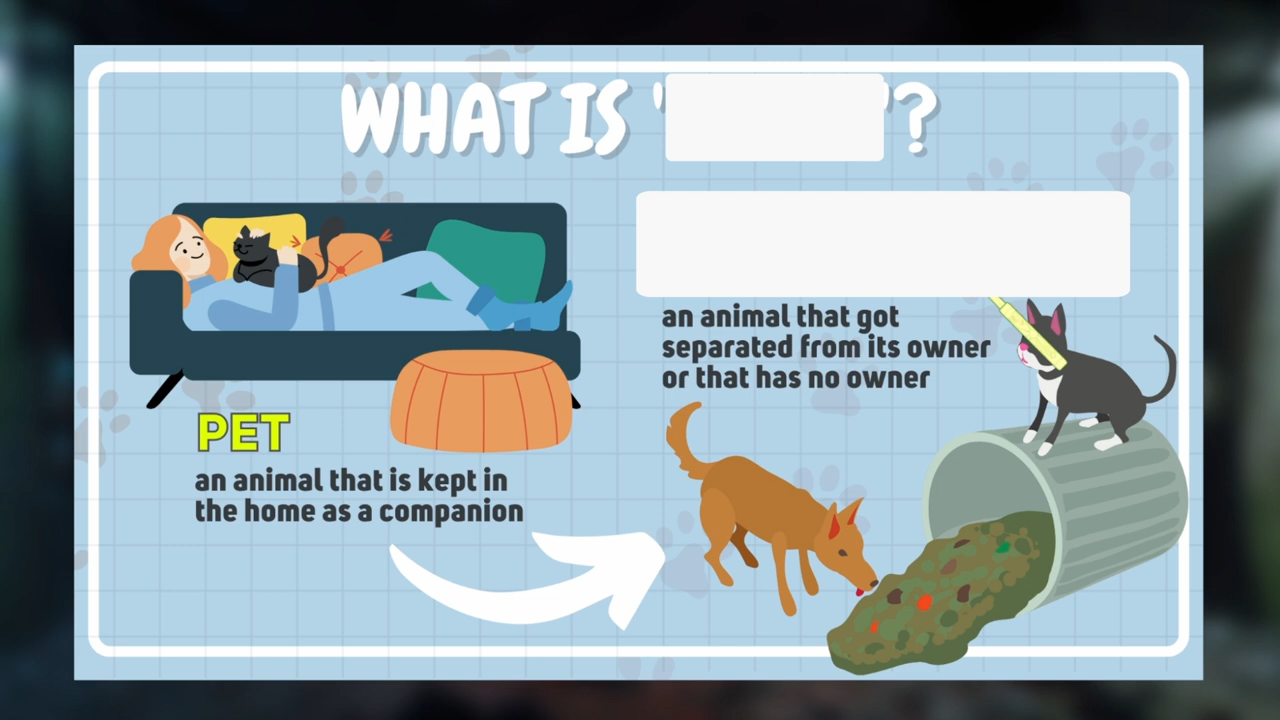 WHAT IS ' '?
an animal that got
separated from its owner
or that has no owner
PET
an animal that is kept in
the home as a companion